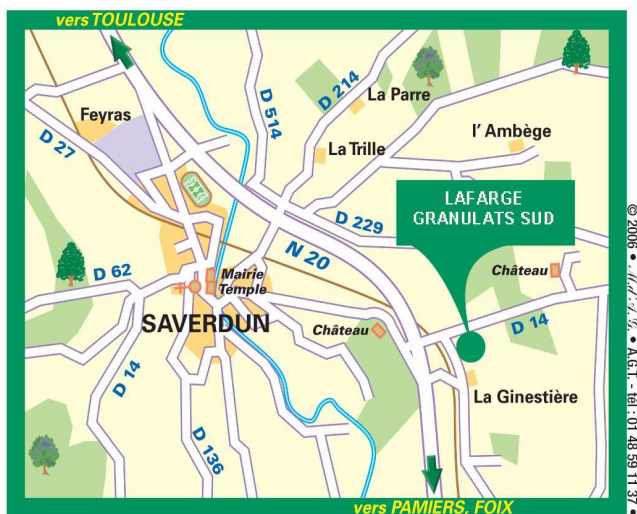 vers TOULOUSE
Feyras
D 27
D 514
D 214
La Parre
La Trille
l'Ambège
LAFARGE
GRANULATS SUD
D 229
N 20
D 62
Mairie
Temple
SAVERDUN
Château
Château
D 14
D 14
La Ginestière
D 136
vers PAMIERS, FOIX
© 2006 •
• A.G.T. - tél : 01 48 59 11 37 •